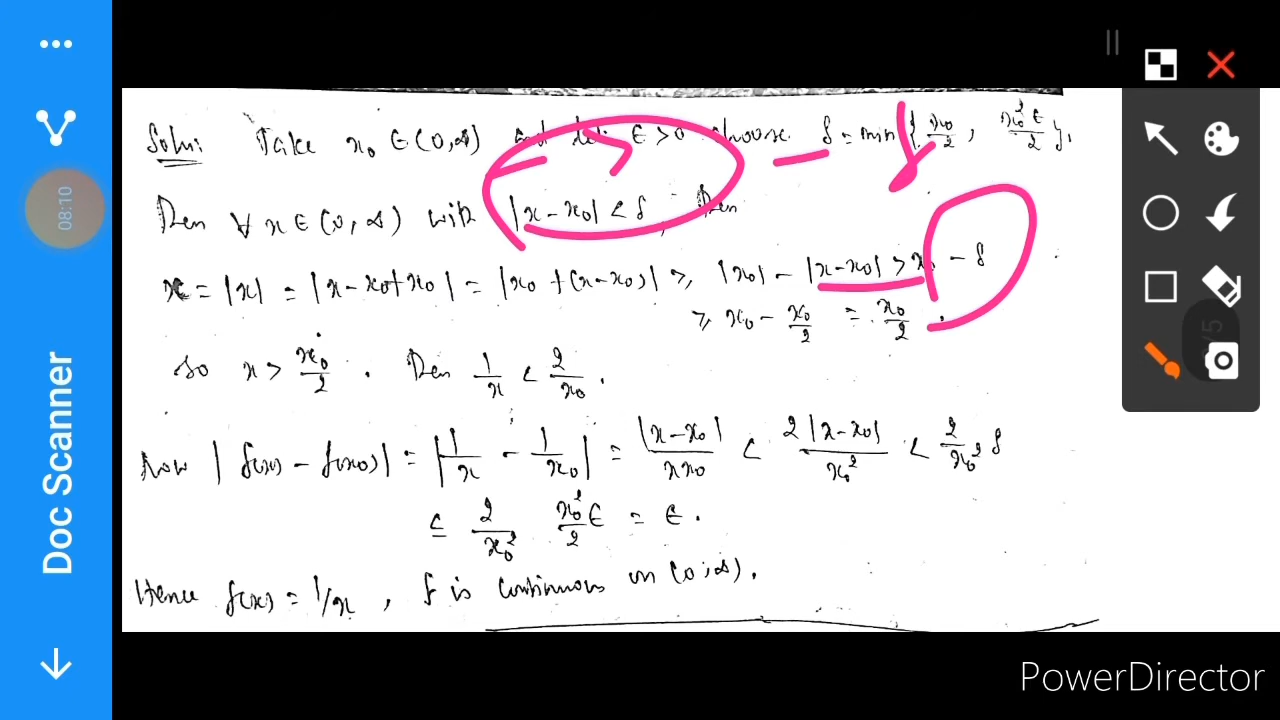 08:10
Doc Scanner
Soln: Take x₀ ∈ (0,∞) and let ε > 0 choose δ = min { x₀/2 , x₀²ε/2 },
Then ∀ x ∈ (0,∞) with |x-x₀| < δ, Then
x = |x| = |x-x₀+x₀| = |x₀ + (x-x₀)| ≥ |x₀| - |x-x₀| > x₀ - δ
≥ x₀ - x₀/2 = x₀/2 .
So x > x₀/2 . Then 1/x < 2/x₀ .
Now | f(x) - f(x₀)| = |1/x - 1/x₀| = |x-x₀|/xx₀ < 2|x-x₀|/x₀² < 2/x₀² δ
≤ 2/x₀² x₀²/2 ε = ε .
Hence f(x) = 1/x , f is continuous on (0,∞).
PowerDirector